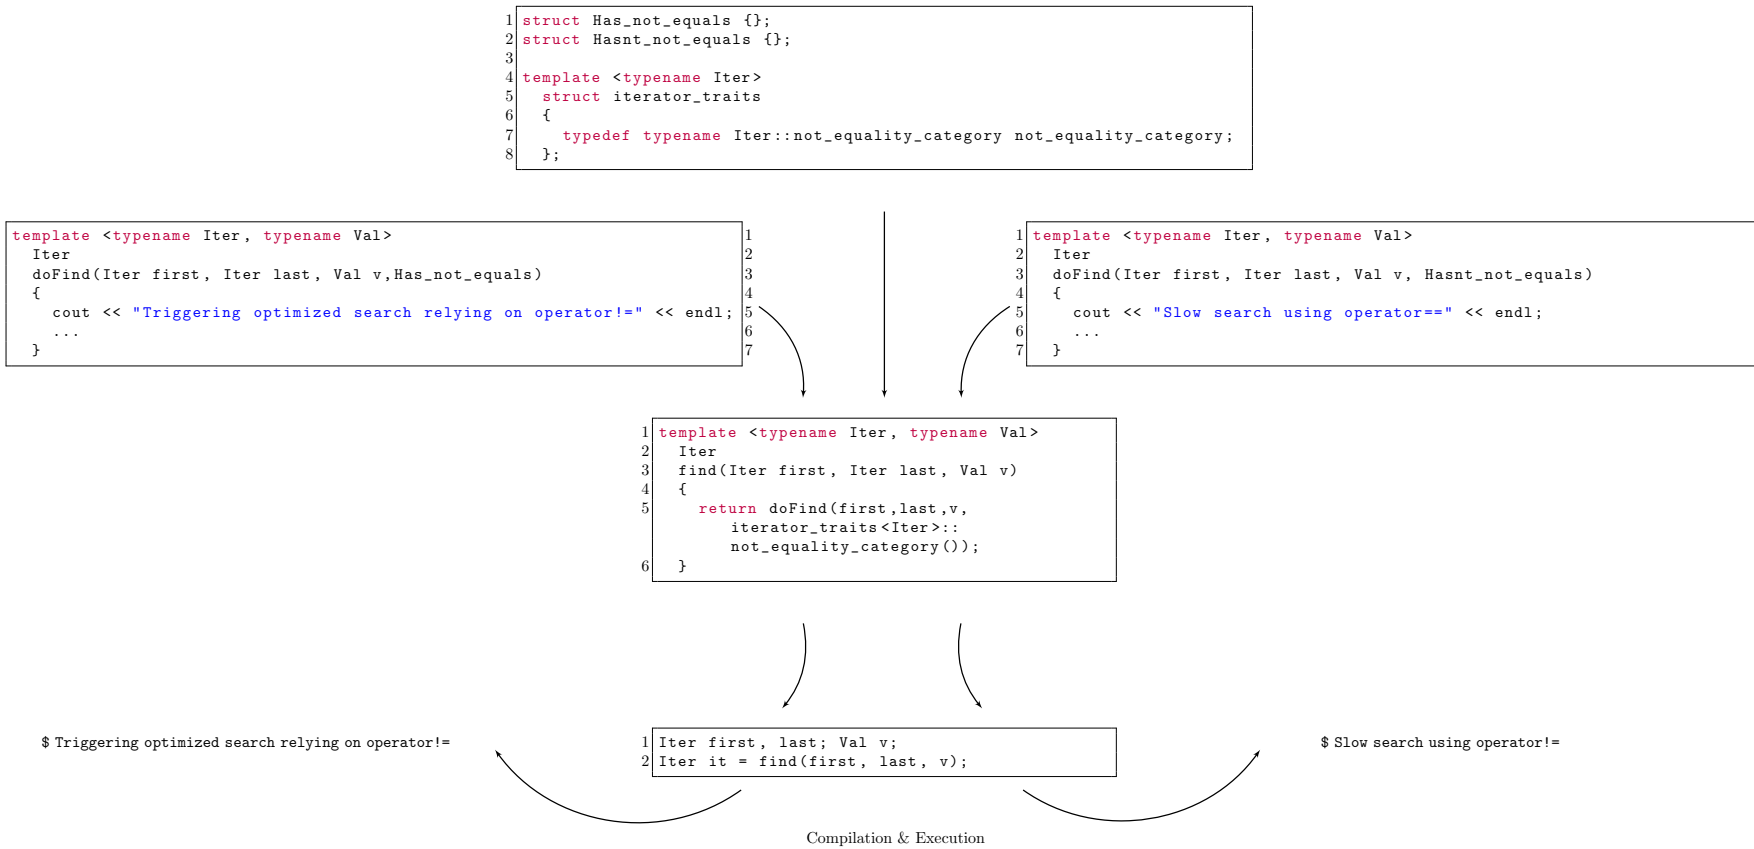 1 struct Has_not_equals {};
2 struct Hasnt_not_equals {};
3
4 template <typename Iter>
5   struct iterator_traits
6   {
7     typedef typename Iter::not_equality_category not_equality_category;
8   };
template <typename Iter, typename Val> 1
  Iter 2
  doFind(Iter first, Iter last, Val v,Has_not_equals) 3
  { 4
    cout << "Triggering optimized search relying on operator!=" << endl; 5
    ... 6
  } 7
1 template <typename Iter, typename Val>
2   Iter
3   doFind(Iter first, Iter last, Val v, Hasnt_not_equals)
4   {
5     cout << "Slow search using operator==" << endl;
6     ...
7   }
1 template <typename Iter, typename Val>
2   Iter
3   find(Iter first, Iter last, Val v)
4   {
5     return doFind(first,last,v,
        iterator_traits<Iter>::
        not_equality_category());
6   }
$ Triggering optimized search relying on operator!=
1 Iter first, last; Val v;
2 Iter it = find(first, last, v);
$ Slow search using operator!=
Compilation & Execution